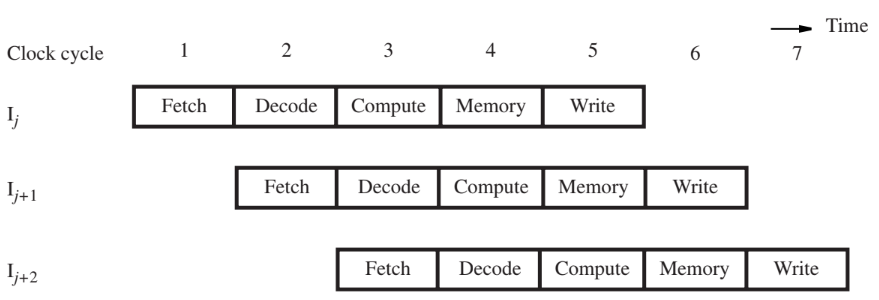 Time
Clock cycle 1 2 3 4 5 6 7
I_j Fetch Decode Compute Memory Write
I_{j+1} Fetch Decode Compute Memory Write
I_{j+2} Fetch Decode Compute Memory Write